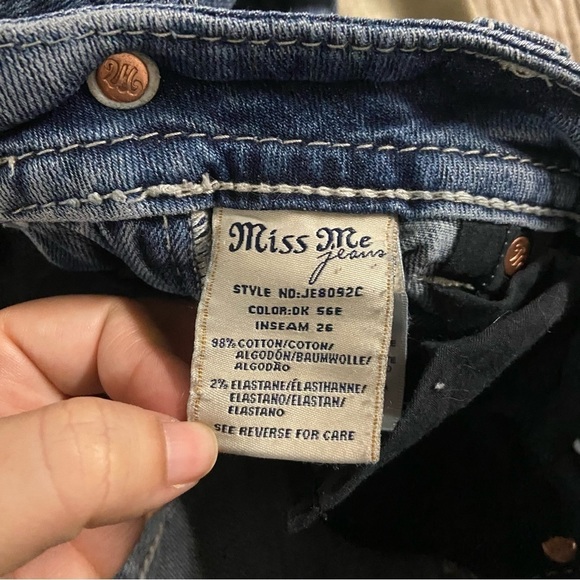 M
Miss Me
jeans
STYLE NO:JE8092C
COLOR:DK 56E
INSEAM 26
98% COTTON/COTON/
ALGODÓN/BAUMWOLLE/
ALGODÃO
2% ELASTANE/ÉLASTHANNE/
ELASTANO/ELASTAN/
ELASTANO
SEE REVERSE FOR CARE